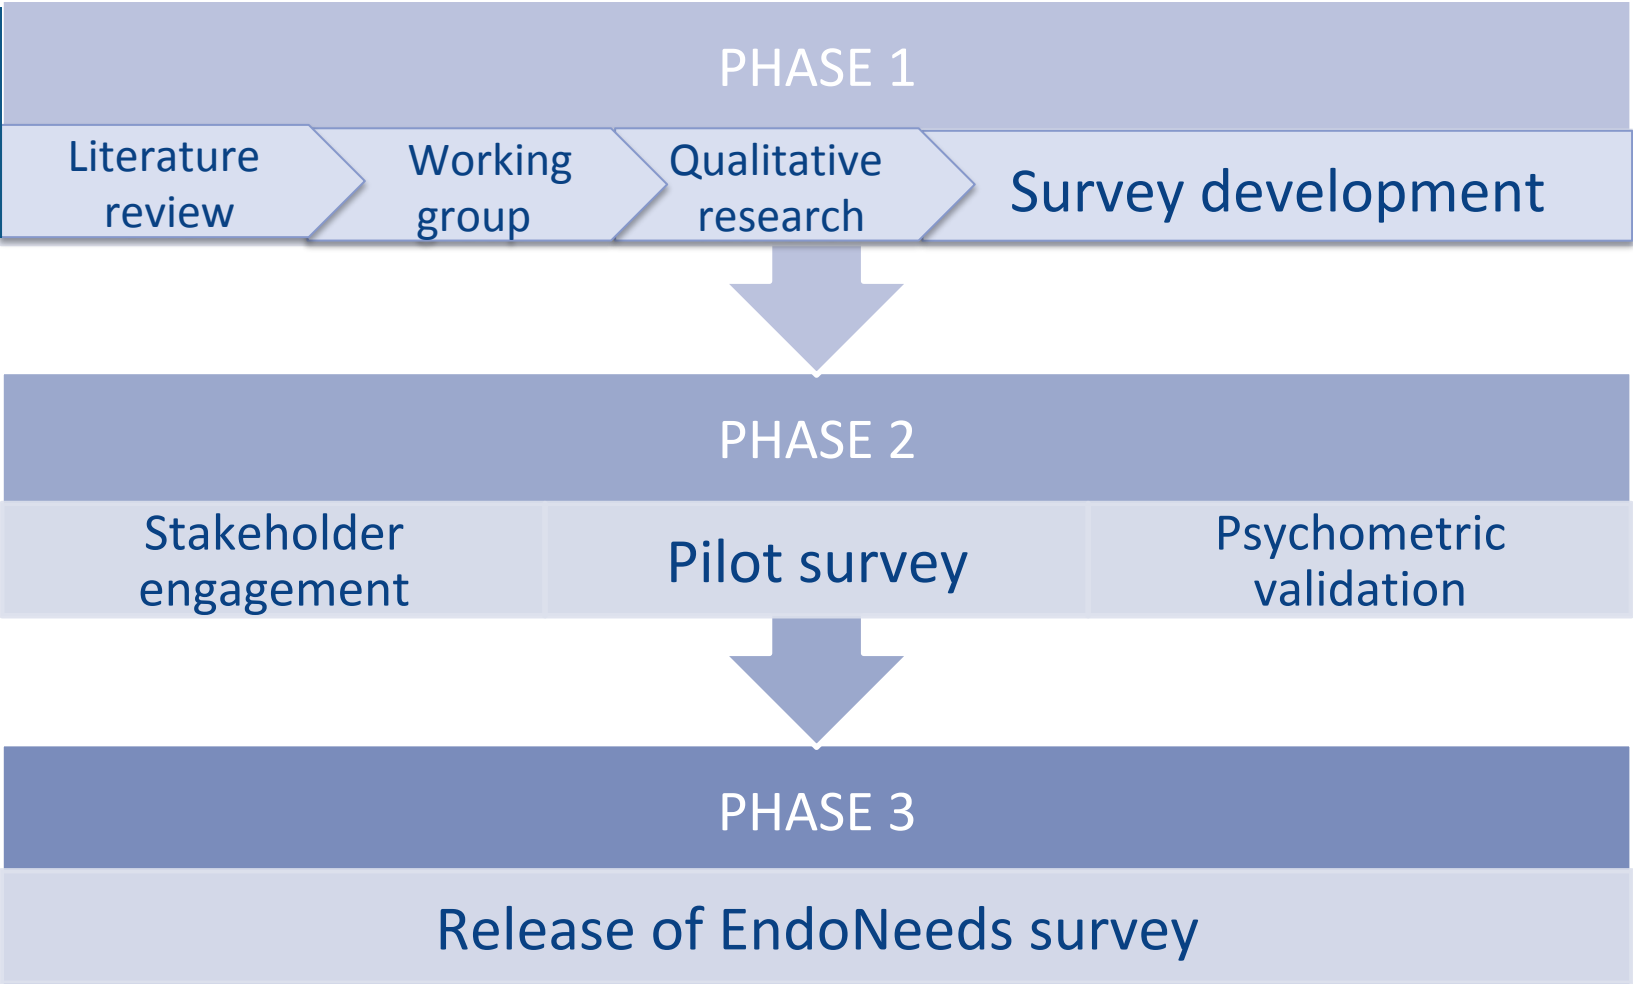 PHASE 1
Literature
review
Working
group
Qualitative
research
Survey development
PHASE 2
Stakeholder
engagement
Pilot survey
Psychometric
validation
PHASE 3
Release of EndoNeeds survey